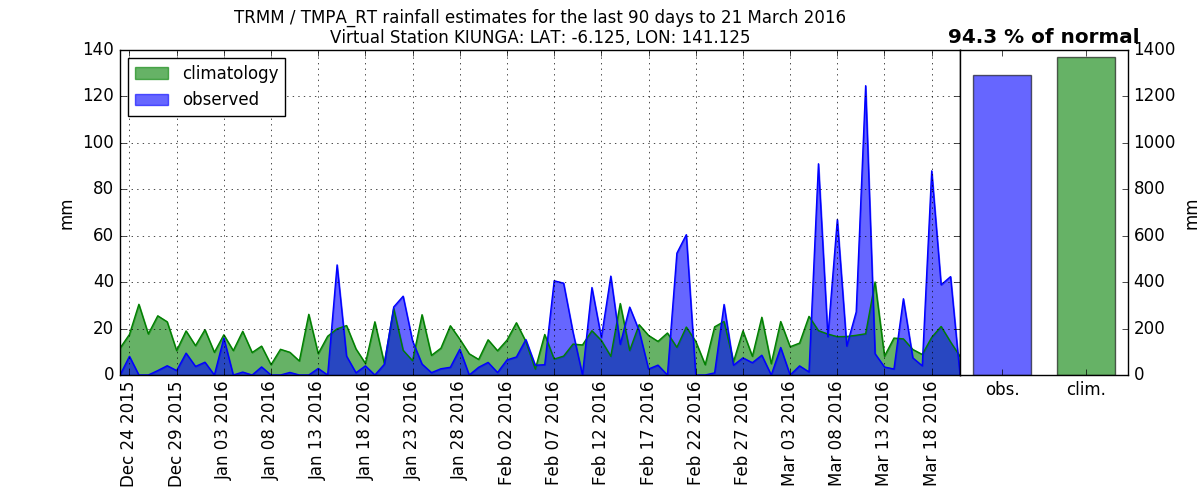 TRMM / TMPA_RT rainfall estimates for the last 90 days to 21 March 2016
Virtual Station KIUNGA: LAT: -6.125, LON: 141.125
94.3 % of normal
climatology
observed
mm
140
120
100
80
60
40
20
0
1400
1200
1000
800
600
400
200
0
mm
Dec 24 2015
Dec 29 2015
Jan 03 2016
Jan 08 2016
Jan 13 2016
Jan 18 2016
Jan 23 2016
Jan 28 2016
Feb 02 2016
Feb 07 2016
Feb 12 2016
Feb 17 2016
Feb 22 2016
Feb 27 2016
Mar 03 2016
Mar 08 2016
Mar 13 2016
Mar 18 2016
obs.
clim.